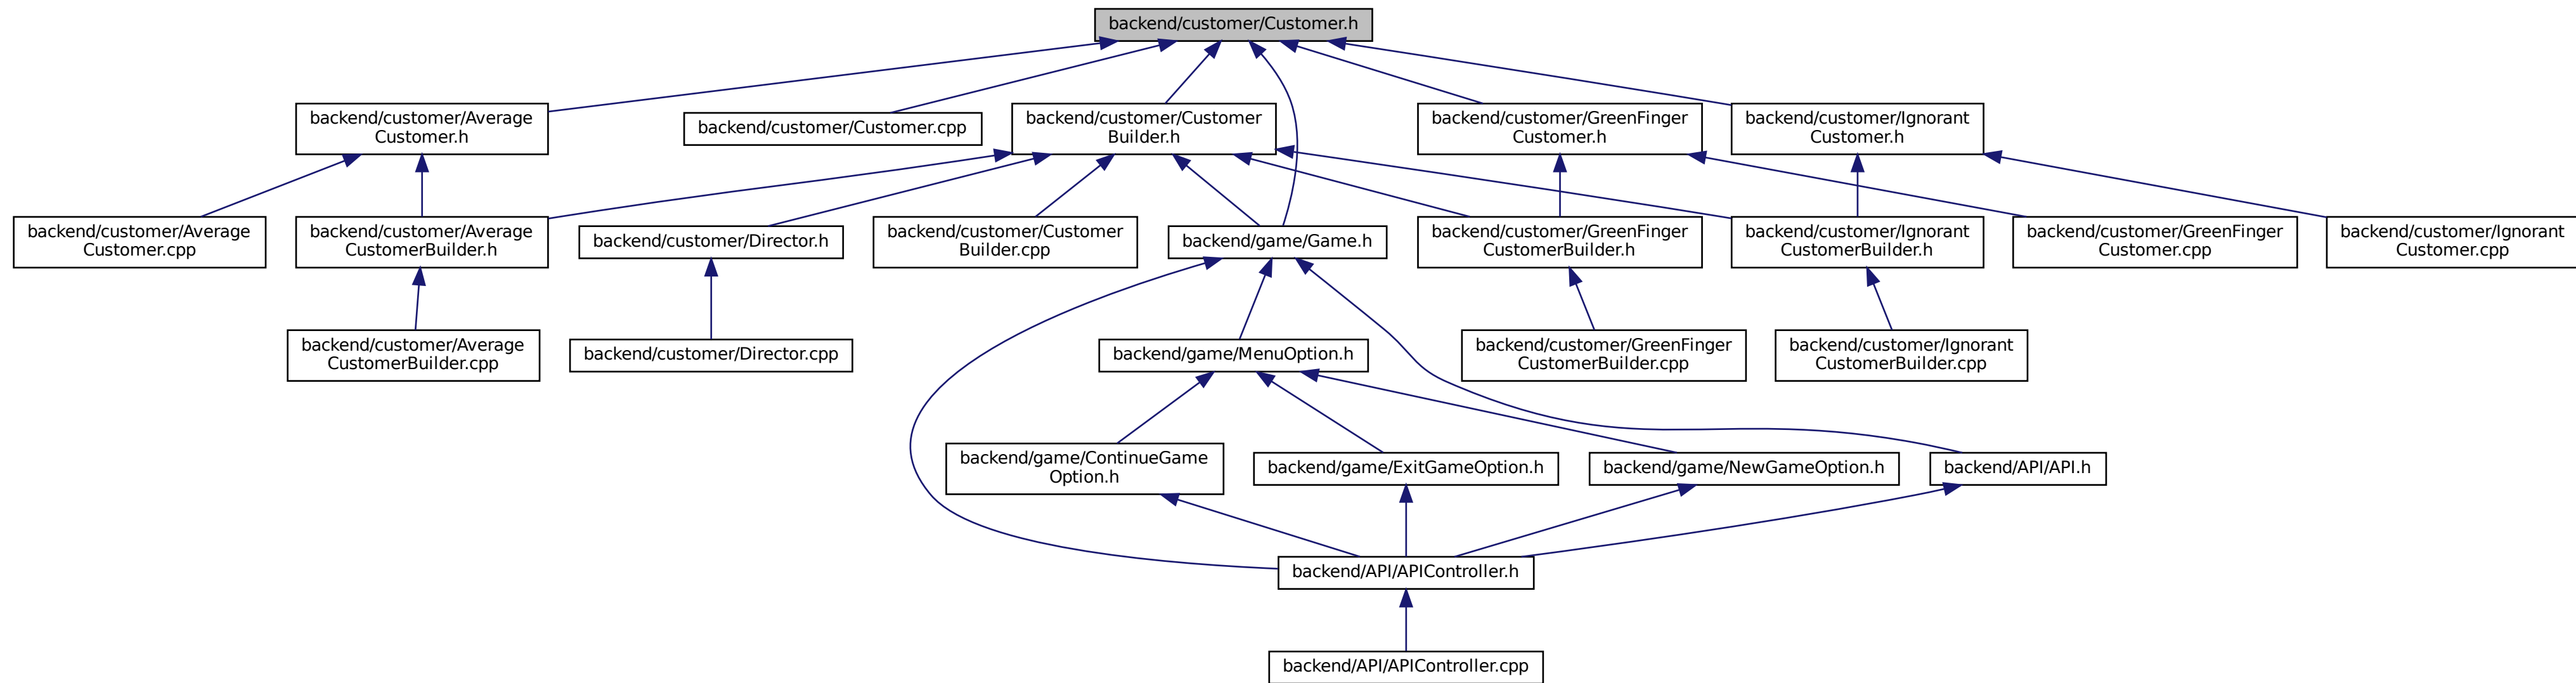 backend/customer/Customer.h
backend/customer/Average
Customer.h
backend/customer/Customer.cpp
backend/customer/Customer
Builder.h
backend/customer/GreenFinger
Customer.h
backend/customer/Ignorant
Customer.h
backend/customer/Average
Customer.cpp
backend/customer/Average
CustomerBuilder.h
backend/customer/Director.h
backend/customer/Customer
Builder.cpp
backend/game/Game.h
backend/customer/GreenFinger
CustomerBuilder.h
backend/customer/Ignorant
CustomerBuilder.h
backend/customer/GreenFinger
Customer.cpp
backend/customer/Ignorant
Customer.cpp
backend/customer/Average
CustomerBuilder.cpp
backend/customer/Director.cpp
backend/game/MenuOption.h
backend/customer/GreenFinger
CustomerBuilder.cpp
backend/customer/Ignorant
CustomerBuilder.cpp
backend/game/ContinueGame
Option.h
backend/game/ExitGameOption.h
backend/game/NewGameOption.h
backend/API/API.h
backend/API/APIController.h
backend/API/APIController.cpp